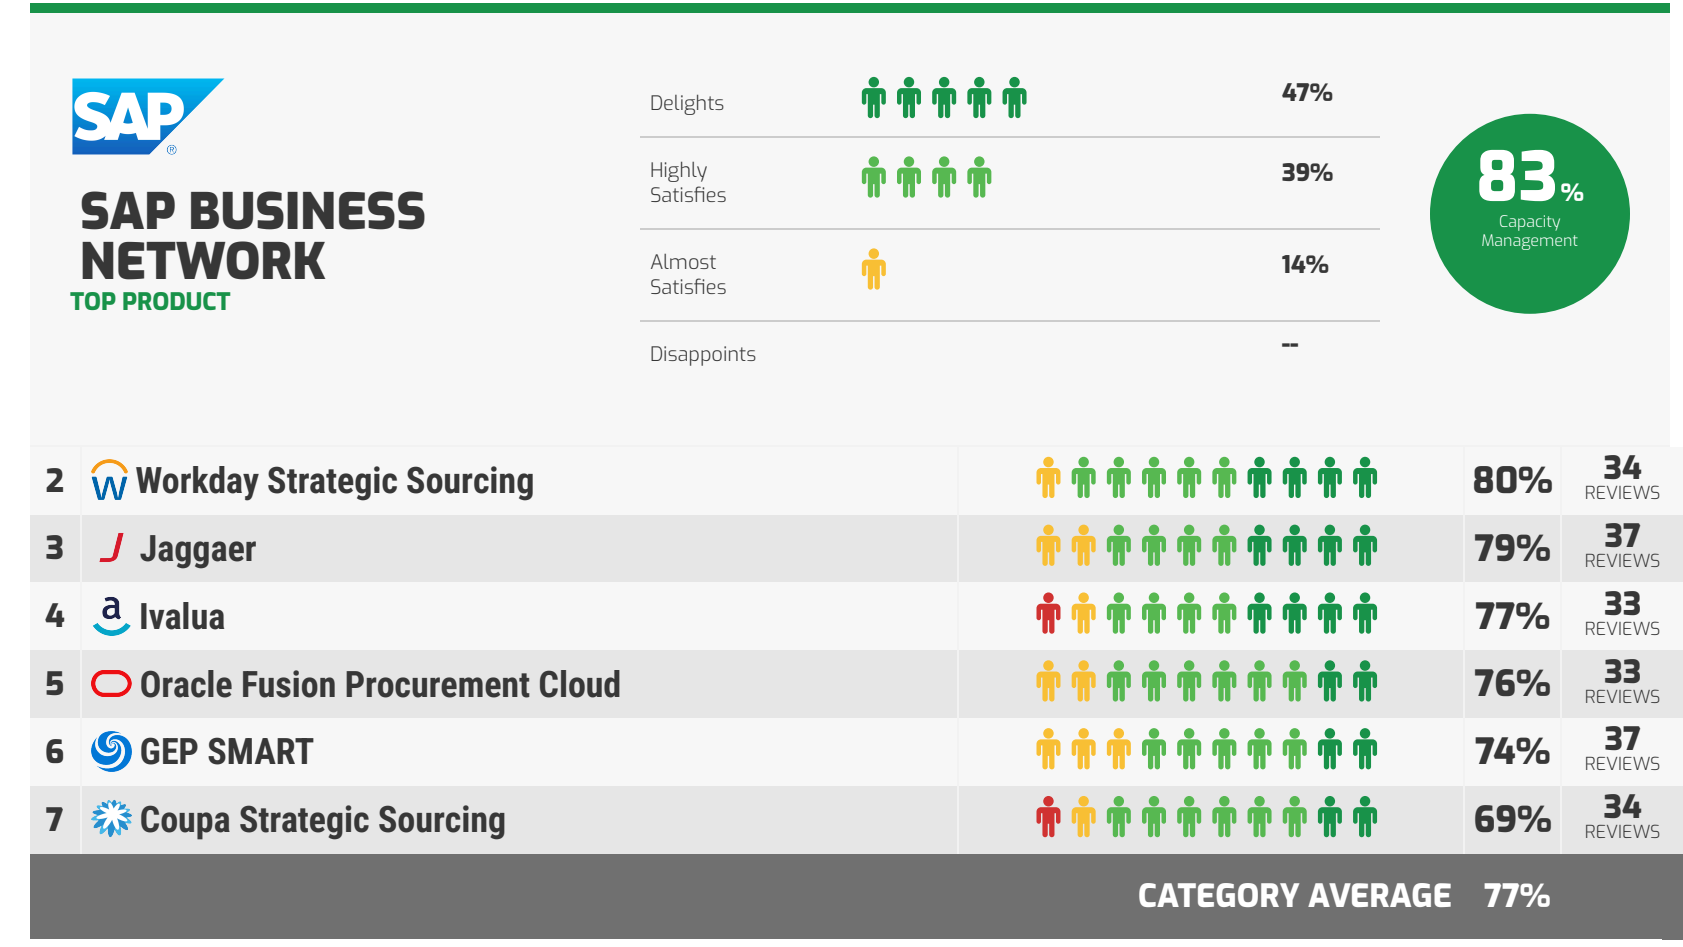 SAP
®
SAP BUSINESS
NETWORK
TOP PRODUCT
Delights 47%
Highly
Satisfies 39%
Almost
Satisfies 14%
Disappoints --
83%
Capacity
Management
2 Workday Strategic Sourcing 80% 34
REVIEWS
3 Jaggaer 79% 37
REVIEWS
4 a Ivalua 77% 33
REVIEWS
5 Oracle Fusion Procurement Cloud 76% 33
REVIEWS
6 GEP SMART 74% 37
REVIEWS
7 Coupa Strategic Sourcing 69% 34
REVIEWS
CATEGORY AVERAGE 77%